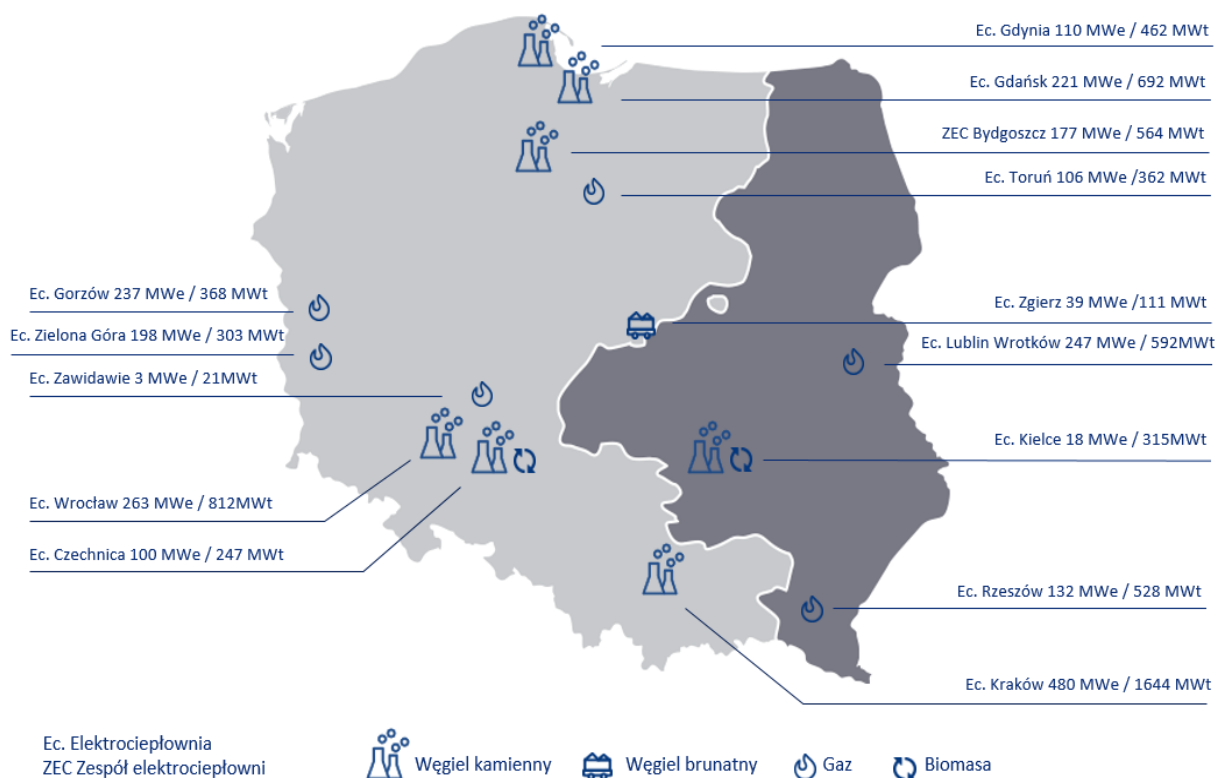 Ec. Gdynia 110 MWe / 462 MWt
Ec. Gdańsk 221 MWe / 692 MWt
ZEC Bydgoszcz 177 MWe / 564 MWt
Ec. Toruń 106 MWe /362 MWt
Ec. Gorzów 237 MWe / 368 MWt
Ec. Zielona Góra 198 MWe / 303 MWt
Ec. Zawidawie 3 MWe / 21MWt
Ec. Wrocław 263 MWe / 812MWt
Ec. Czechnica 100 MWe / 247 MWt
Ec. Zgierz 39 MWe /111 MWt
Ec. Lublin Wrotków 247 MWe / 592MWt
Ec. Kielce 18 MWe / 315MWt
Ec. Rzeszów 132 MWe / 528 MWt
Ec. Kraków 480 MWe / 1644 MWt
Ec. Elektrociepłownia
ZEC Zespół elektrociepłowni
Węgiel kamienny
Węgiel brunatny
Gaz
Biomasa